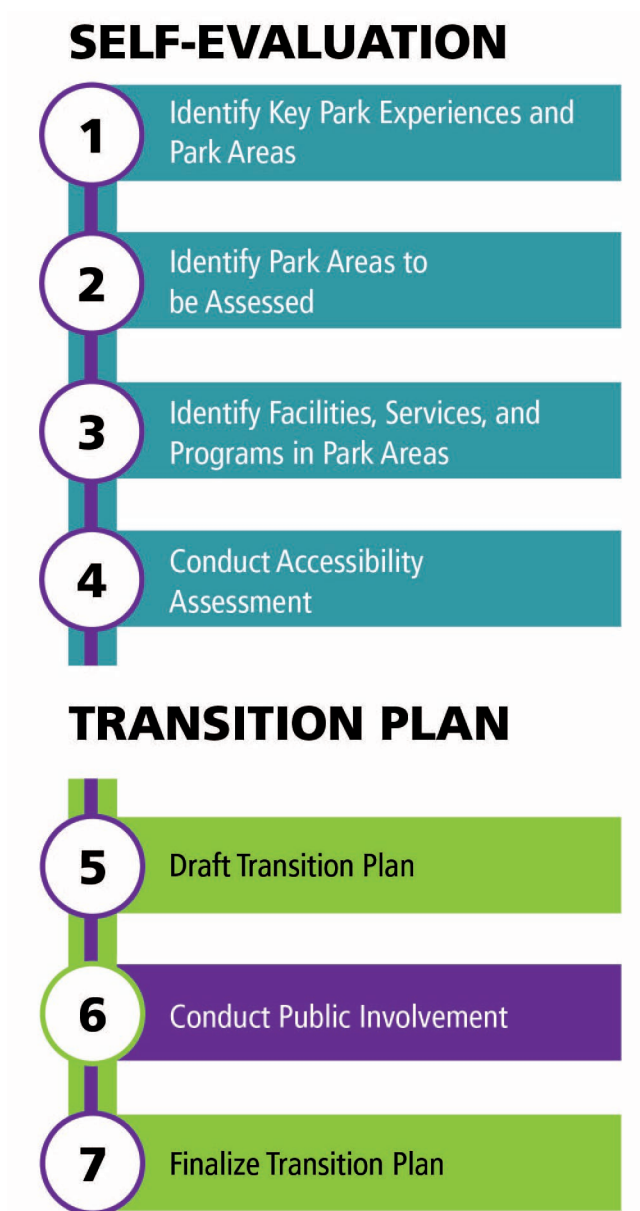 SELF-EVALUATION
1
Identify Key Park Experiences and
Park Areas
2
Identify Park Areas to
be Assessed
3
Identify Facilities, Services, and
Programs in Park Areas
4
Conduct Accessibility
Assessment
TRANSITION PLAN
5
Draft Transition Plan
6
Conduct Public Involvement
7
Finalize Transition Plan